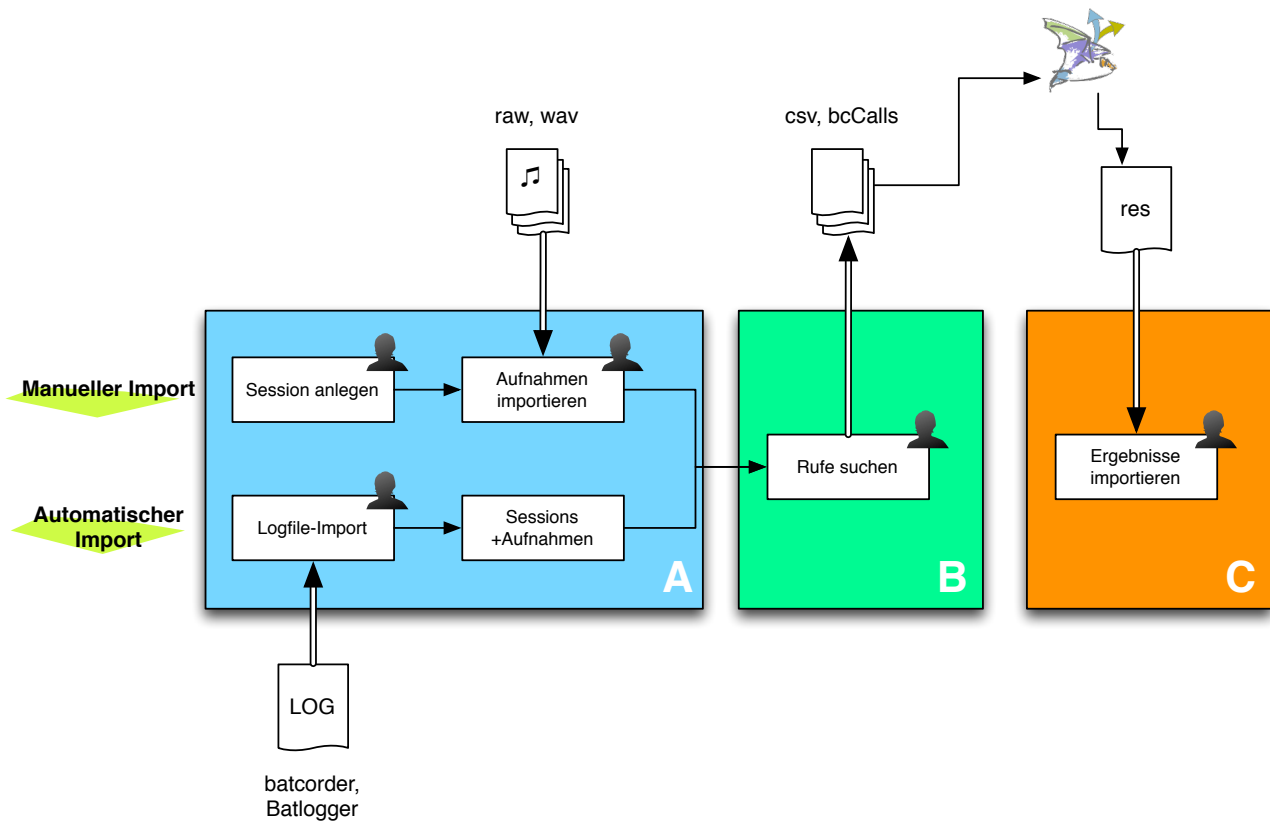 raw, wav
csv, bcCalls
res
Manueller Import
Session anlegen
Aufnahmen
importieren
Rufe suchen
Ergebnisse
importieren
Automatischer
Import
Logfile-Import
Sessions
+Aufnahmen
A
B
C
LOG
batcorder,
Batlogger